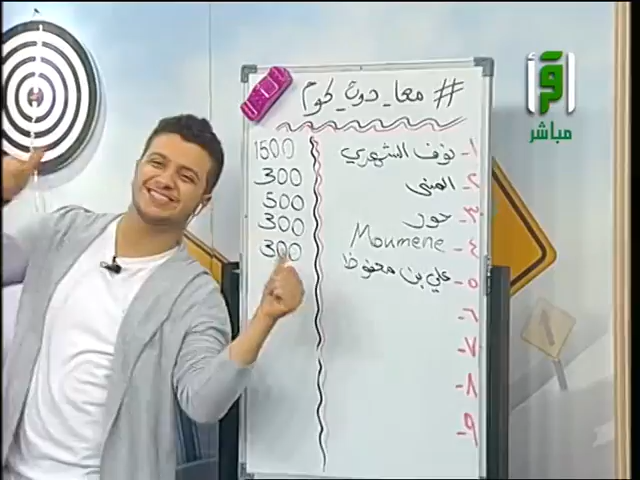 اقرأ
مباشر
# معا_دوت_كوم
١- نوف الشهري 1500
٢- المنى 300
٣- حور 500
٤- Moumene 300
٥- علي بن محفوظ 300
٦-
٧-
٨-
٩-